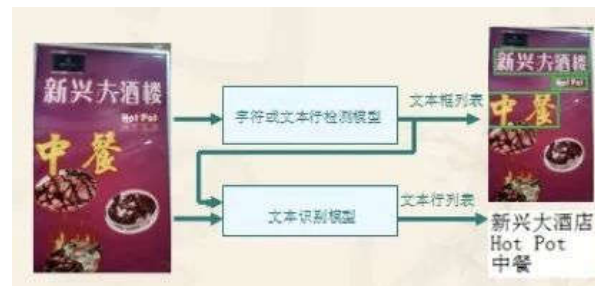 新兴大酒楼
Hot Pot
中餐
字符或文本行检测模型
文本识别模型
文本框列表
文本行列表
新兴大酒楼
Hot Pot
中餐
新兴大酒店
Hot Pot
中餐